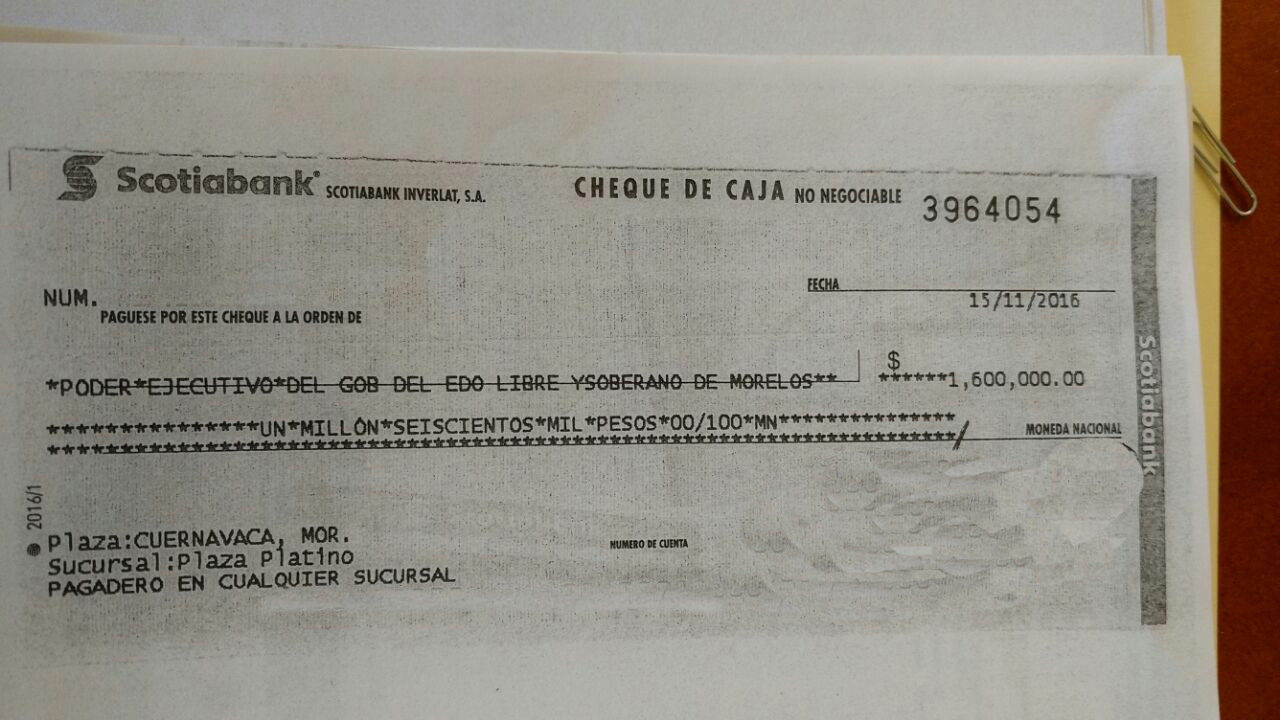 Scotiabank SCOTIABANK INVERLAT, S.A. CHEQUE DE CAJA NO NEGOCIABLE 3964054
FECHA
15/11/2016
NUM.
PAGUESE POR ESTE CHEQUE A LA ORDEN DE
$
*PODER*EJECUTIVO*DEL GOB DEL EDO LIBRE YSOBERANO DE MORELOS** ******1,600,000.00
***************UN*MILLÓN*SEISCIENTOS*MIL*PESOS*00/100*MN***************
**********************************************************************/ MONEDA NACIONAL
Scotiabank
2016/1
Plaza:CUERNAVACA, MOR.
NUMERO DE CUENTA
Sucursal:Plaza Platino
PAGADERO EN CUALQUIER SUCURSAL